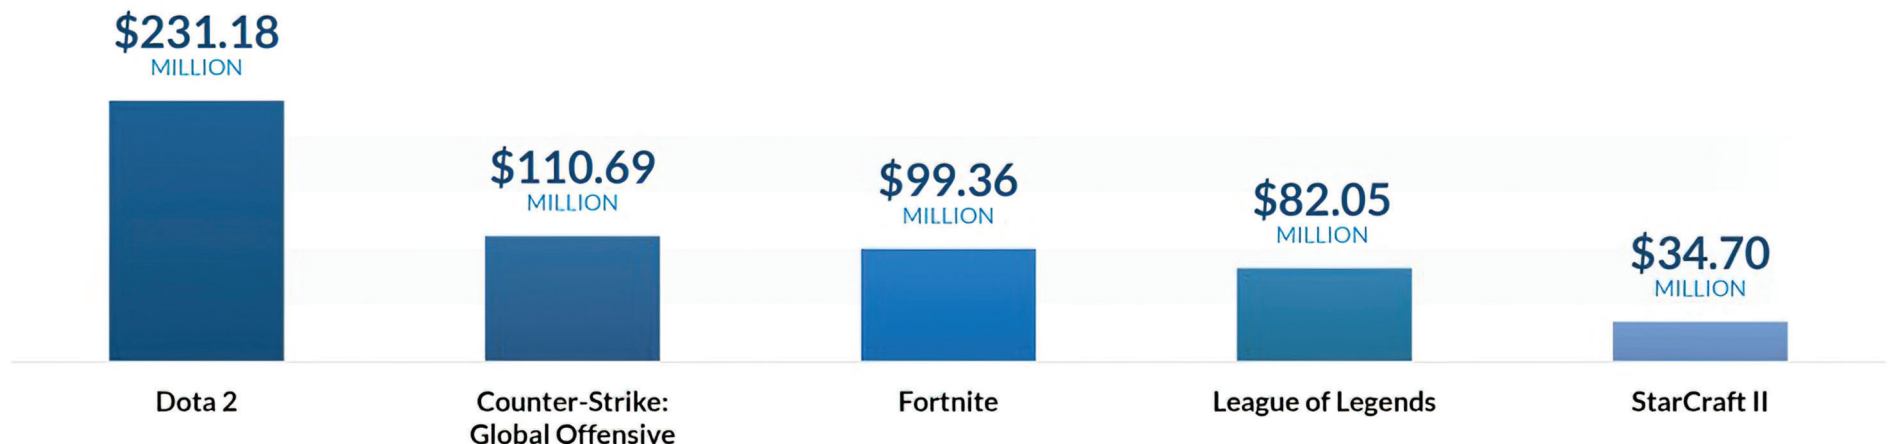 $231.18
MILLION
$110.69
MILLION
$99.36
MILLION
$82.05
MILLION
$34.70
MILLION
Dota 2
Counter-Strike:
Global Offensive
Fortnite
League of Legends
StarCraft II